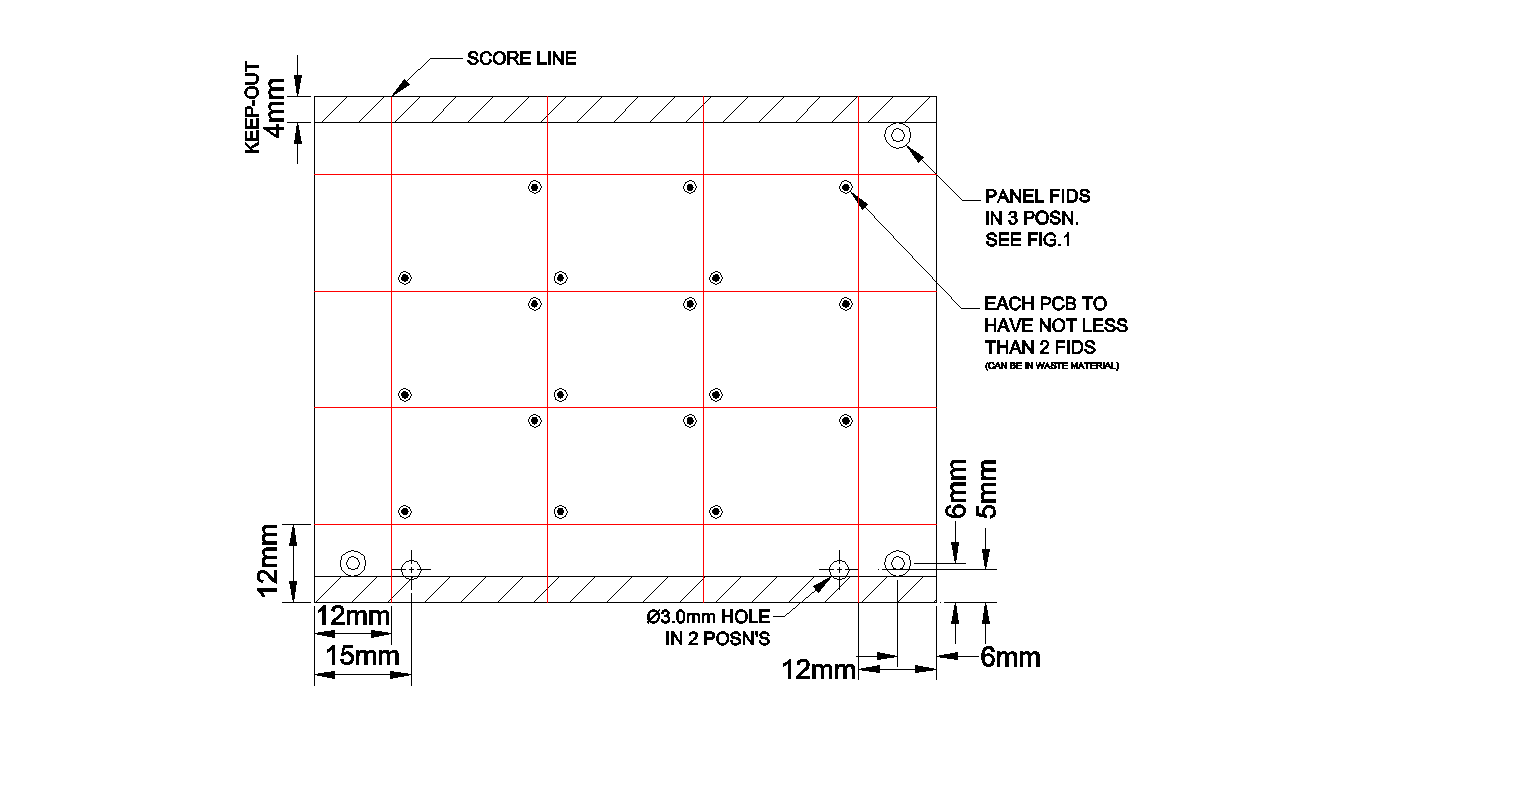 SCORE LINE
KEEP-OUT
4mm
PANEL FIDS
IN 3 POSN.
SEE FIG.1
EACH PCB TO
HAVE NOT LESS
THAN 2 FIDS
(CAN BE IN WASTE MATERIAL)
6mm
5mm
12mm
12mm
15mm
Ø3.0mm HOLE
IN 2 POSN'S
12mm
6mm